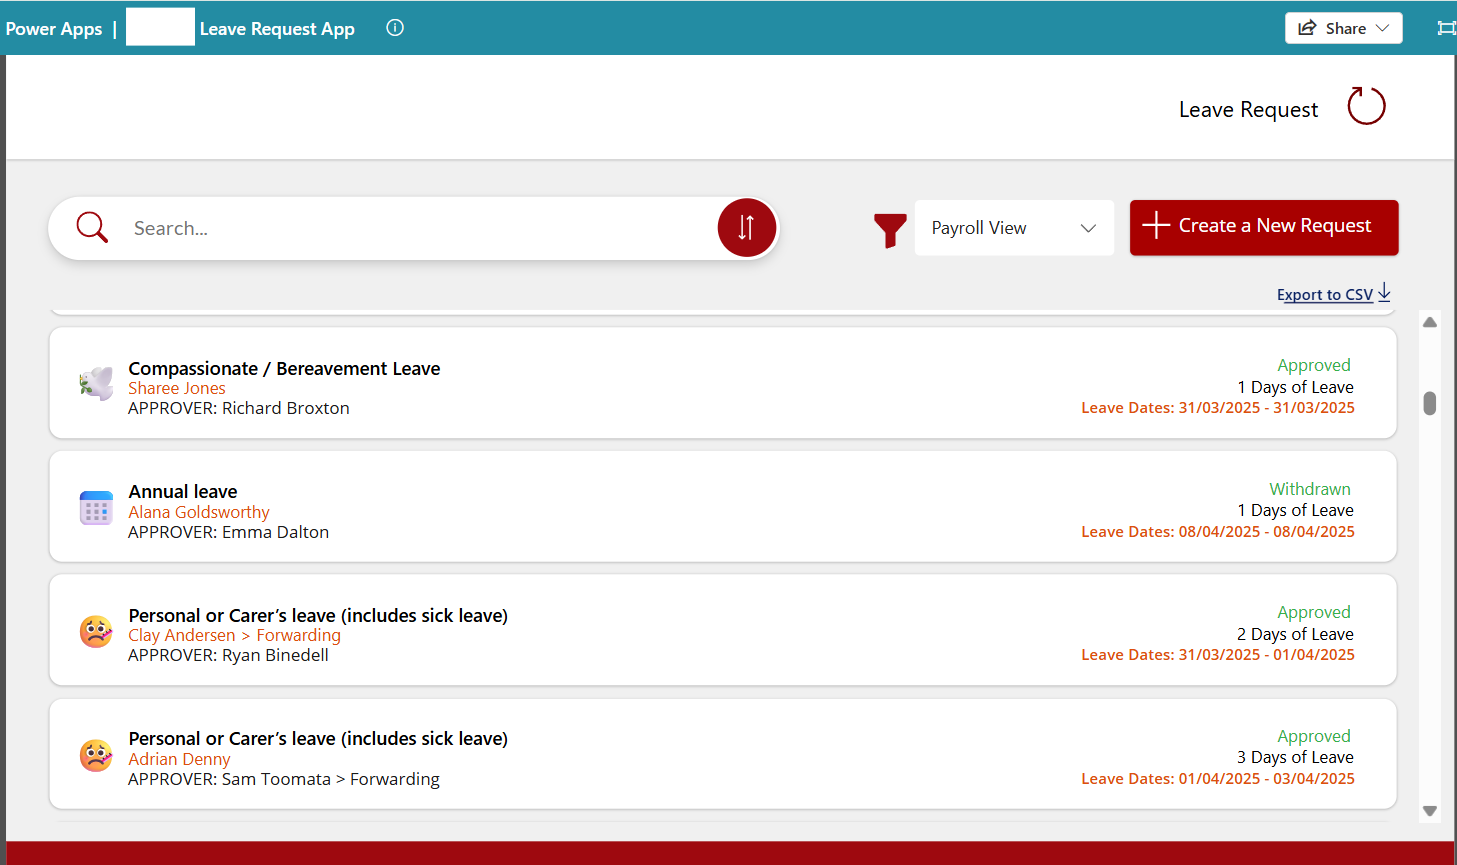 Power Apps | Leave Request App
Share
Leave Request
Search...
Payroll View
Create a New Request
Export to CSV
Compassionate / Bereavement Leave
Sharee Jones
APPROVER: Richard Broxton
Approved
1 Days of Leave
Leave Dates: 31/03/2025 - 31/03/2025
Annual leave
Alana Goldsworthy
APPROVER: Emma Dalton
Withdrawn
1 Days of Leave
Leave Dates: 08/04/2025 - 08/04/2025
Personal or Carer’s leave (includes sick leave)
Clay Andersen > Forwarding
APPROVER: Ryan Binedell
Approved
2 Days of Leave
Leave Dates: 31/03/2025 - 01/04/2025
Personal or Carer’s leave (includes sick leave)
Adrian Denny
APPROVER: Sam Toomata > Forwarding
Approved
3 Days of Leave
Leave Dates: 01/04/2025 - 03/04/2025